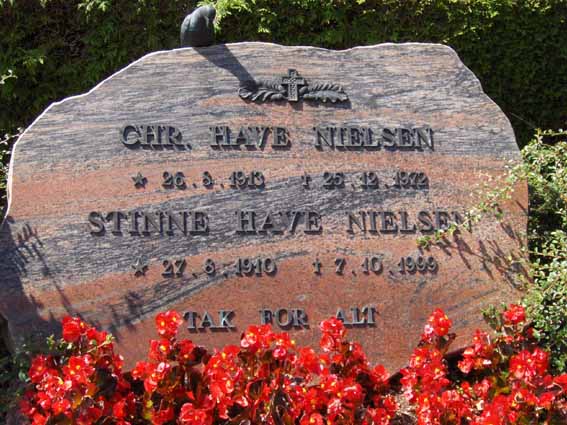 CHR. HAVE NIELSEN
* 26. 8. 1913 † 25. 12. 1972
STINNE HAVE NIELSEN
* 27. 8. 1910 † 7. 10. 1999
TAK FOR ALT